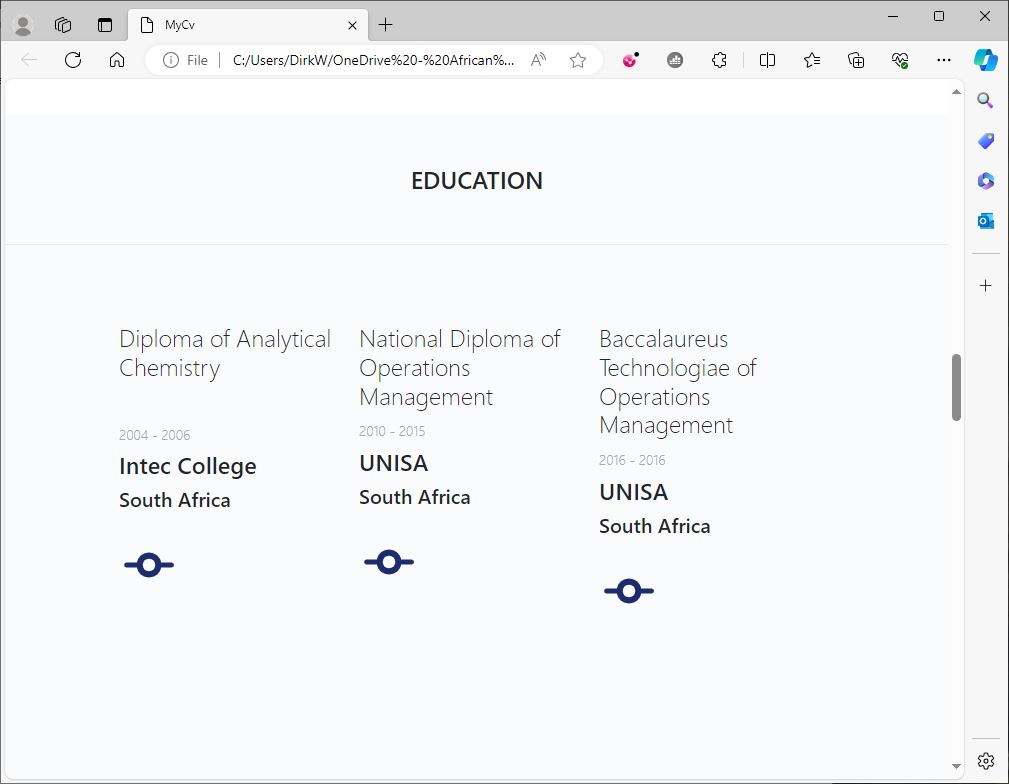 MyCv
File
C:/Users/DirkW/OneDrive%20-%20African%...
EDUCATION
Diploma of Analytical
Chemistry
2004 - 2006
Intec College
South Africa
National Diploma of
Operations
Management
2010 - 2015
UNISA
South Africa
Baccalaureus
Technologiae of
Operations
Management
2016 - 2016
UNISA
South Africa